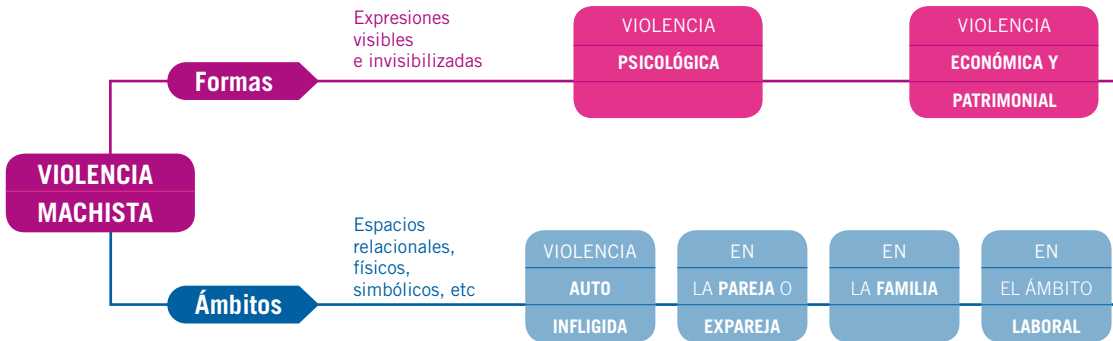 VIOLENCIA
MACHISTA
Formas
Expresiones
visibles
e invisibilizadas
VIOLENCIA
PSICOLÓGICA
VIOLENCIA
ECONÓMICA Y
PATRIMONIAL
Ámbitos
Espacios
relacionales,
físicos,
simbólicos, etc
VIOLENCIA
AUTO
INFLIGIDA
EN
LA PAREJA O
EXPAREJA
EN
LA FAMILIA
EN
EL ÁMBITO
LABORAL